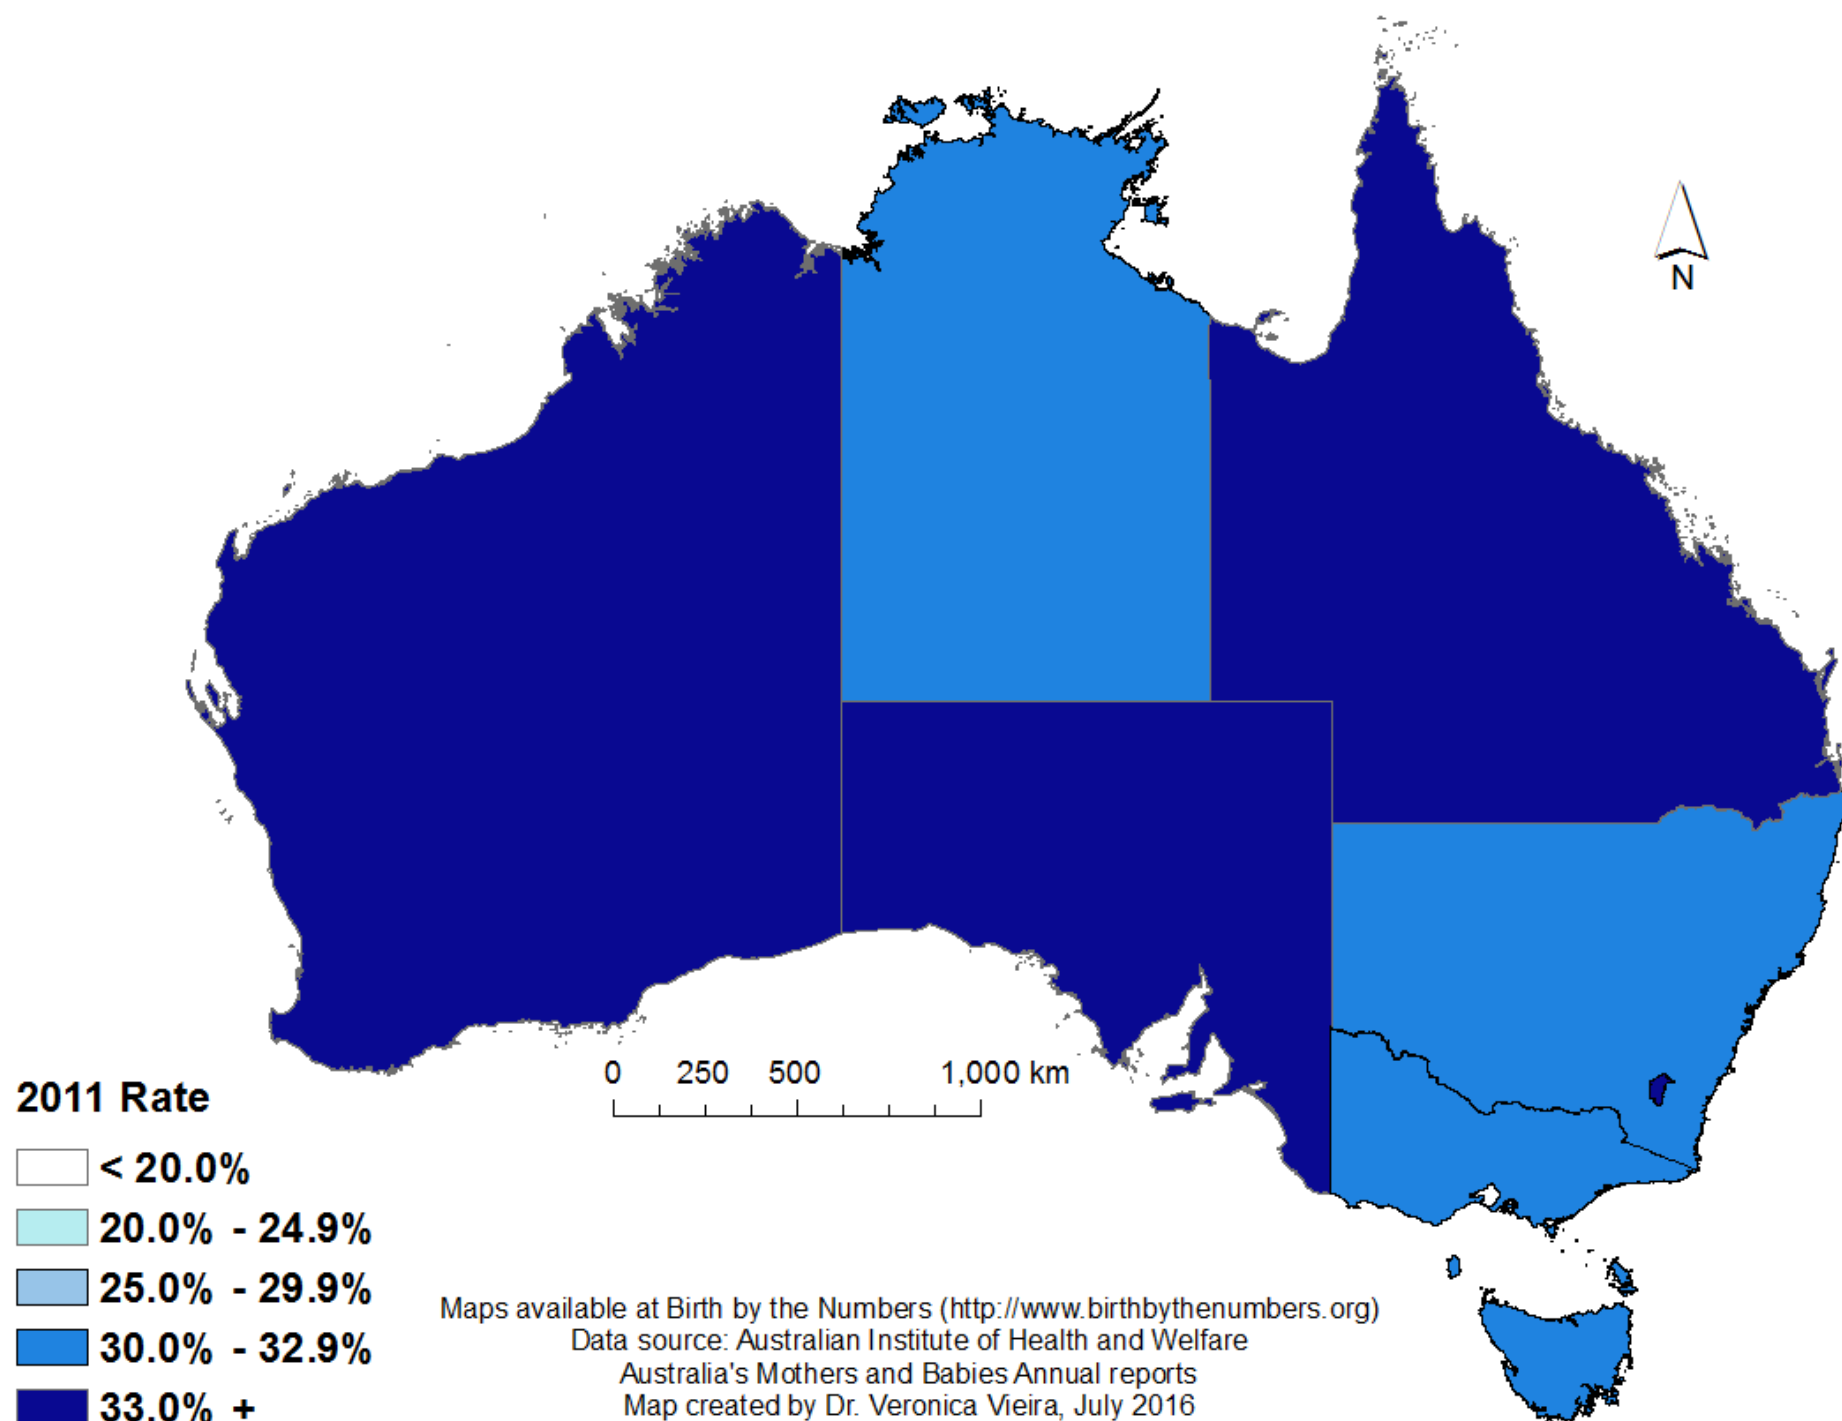 N
0 250 500 1,000 km
2011 Rate
< 20.0%
20.0% - 24.9%
25.0% - 29.9%
30.0% - 32.9%
33.0% +
Maps available at Birth by the Numbers (http://www.birthbythenumbers.org)
Data source: Australian Institute of Health and Welfare
Australia's Mothers and Babies Annual reports
Map created by Dr. Veronica Vieira, July 2016